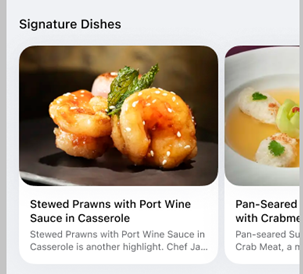 Signature Dishes
Stewed Prawns with Port Wine
Sauce in Casserole
Stewed Prawns with Port Wine Sauce in
Casserole is another highlight. Chef Ja...
Pan-Seared
with Crabme
Pan-seared Su
Crab Meat, a n